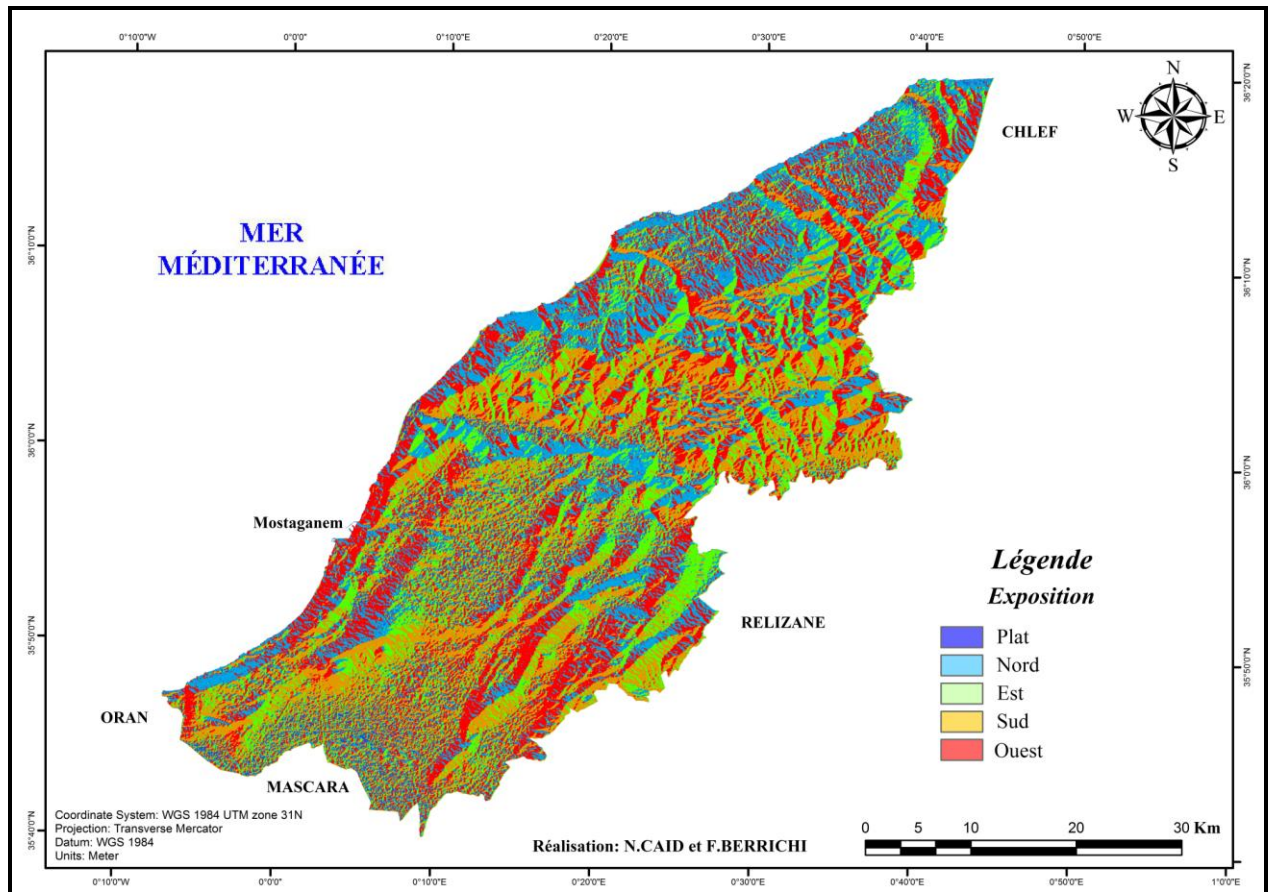 0°10'0"W 0°0'0" 0°10'0"E 0°20'0"E 0°30'0"E 0°40'0"E 0°50'0"E
36°20'0"N
N
W E
S
CHLEF
MER
MÉDITERRANÉE
36°10'0"N
36°10'0"N
36°0'0"N
36°0'0"N
Mostaganem
Légende
Exposition
Plat
Nord
Est
Sud
Ouest
RELIZANE
35°50'0"N
35°50'0"N
ORAN
MASCARA
35°40'0"N
Coordinate System: WGS 1984 UTM zone 31N
Projection: Transverse Mercator
Datum: WGS 1984
Units: Meter
Réalisation: N.CAID et F.BERRICHI
0 5 10 20 30 Km
0°10'0"W 0°0'0" 0°10'0"E 0°20'0"E 0°30'0"E 0°40'0"E 0°50'0"E 1°0'0"E